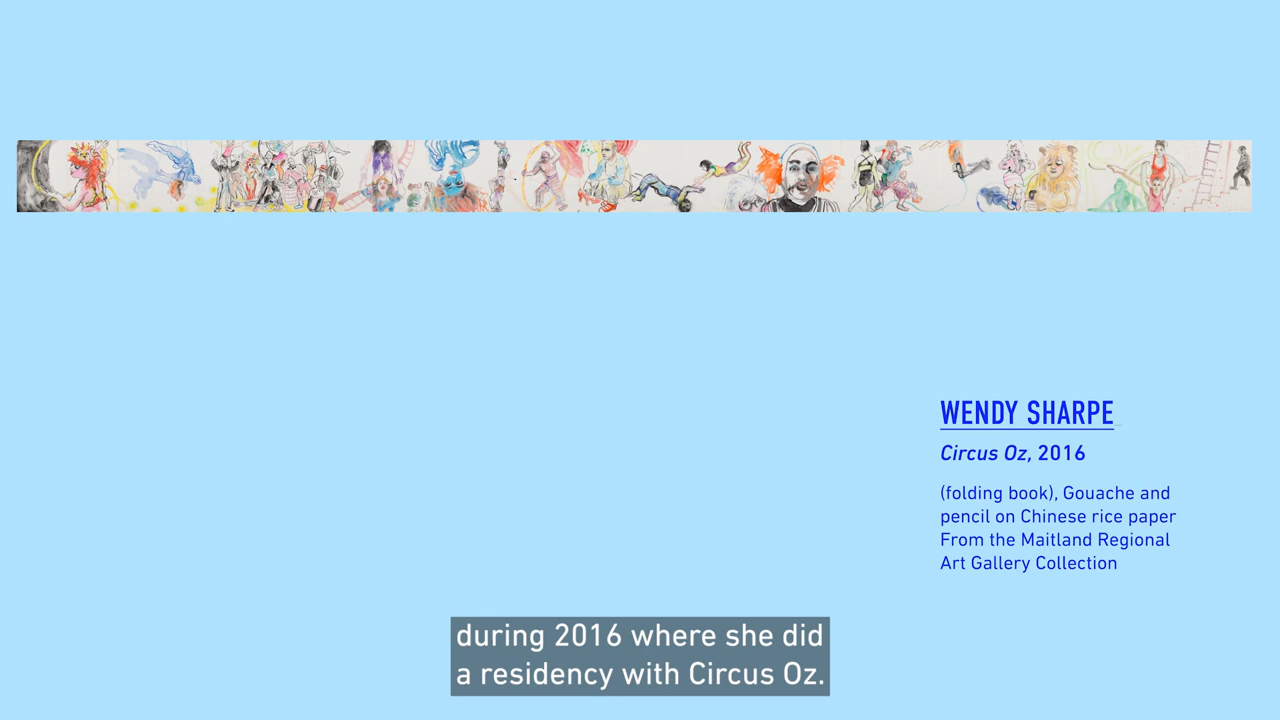 WENDY SHARPE
Circus Oz, 2016
(folding book), Gouache and
pencil on Chinese rice paper
From the Maitland Regional
Art Gallery Collection
during 2016 where she did
a residency with Circus Oz.